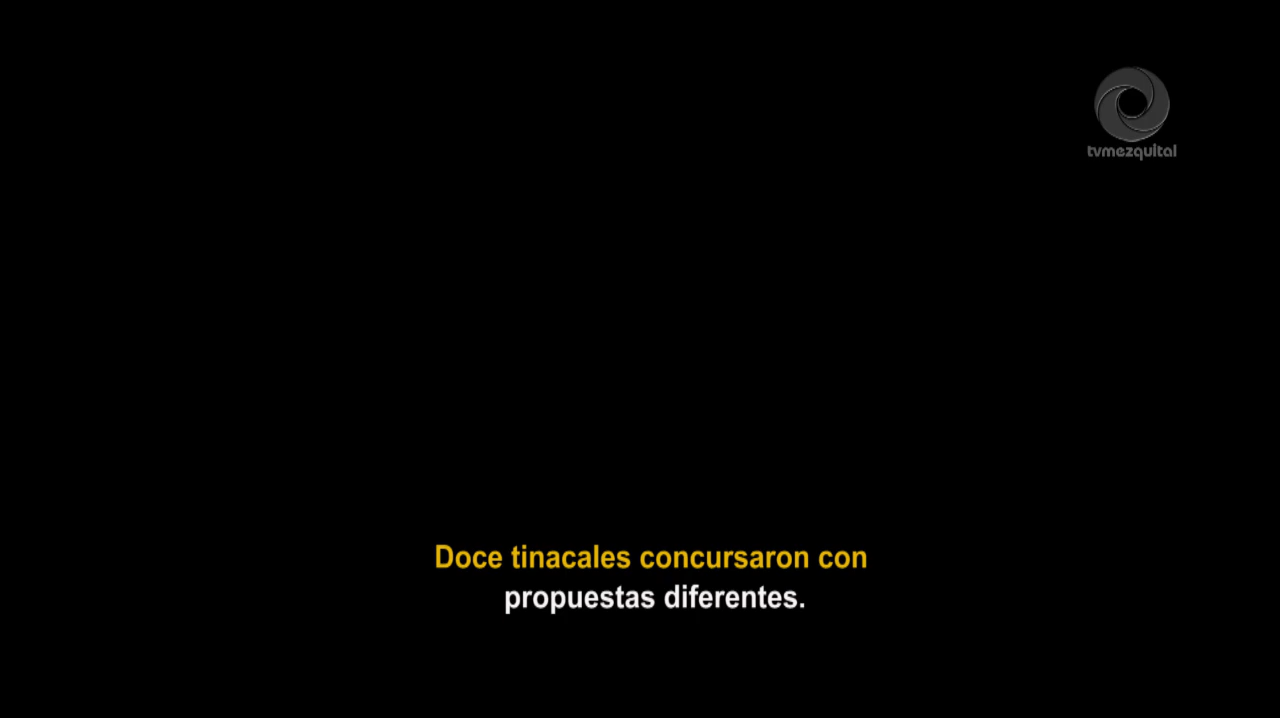 tvmezquital
Doce tinacales concursaron con
propuestas diferentes.